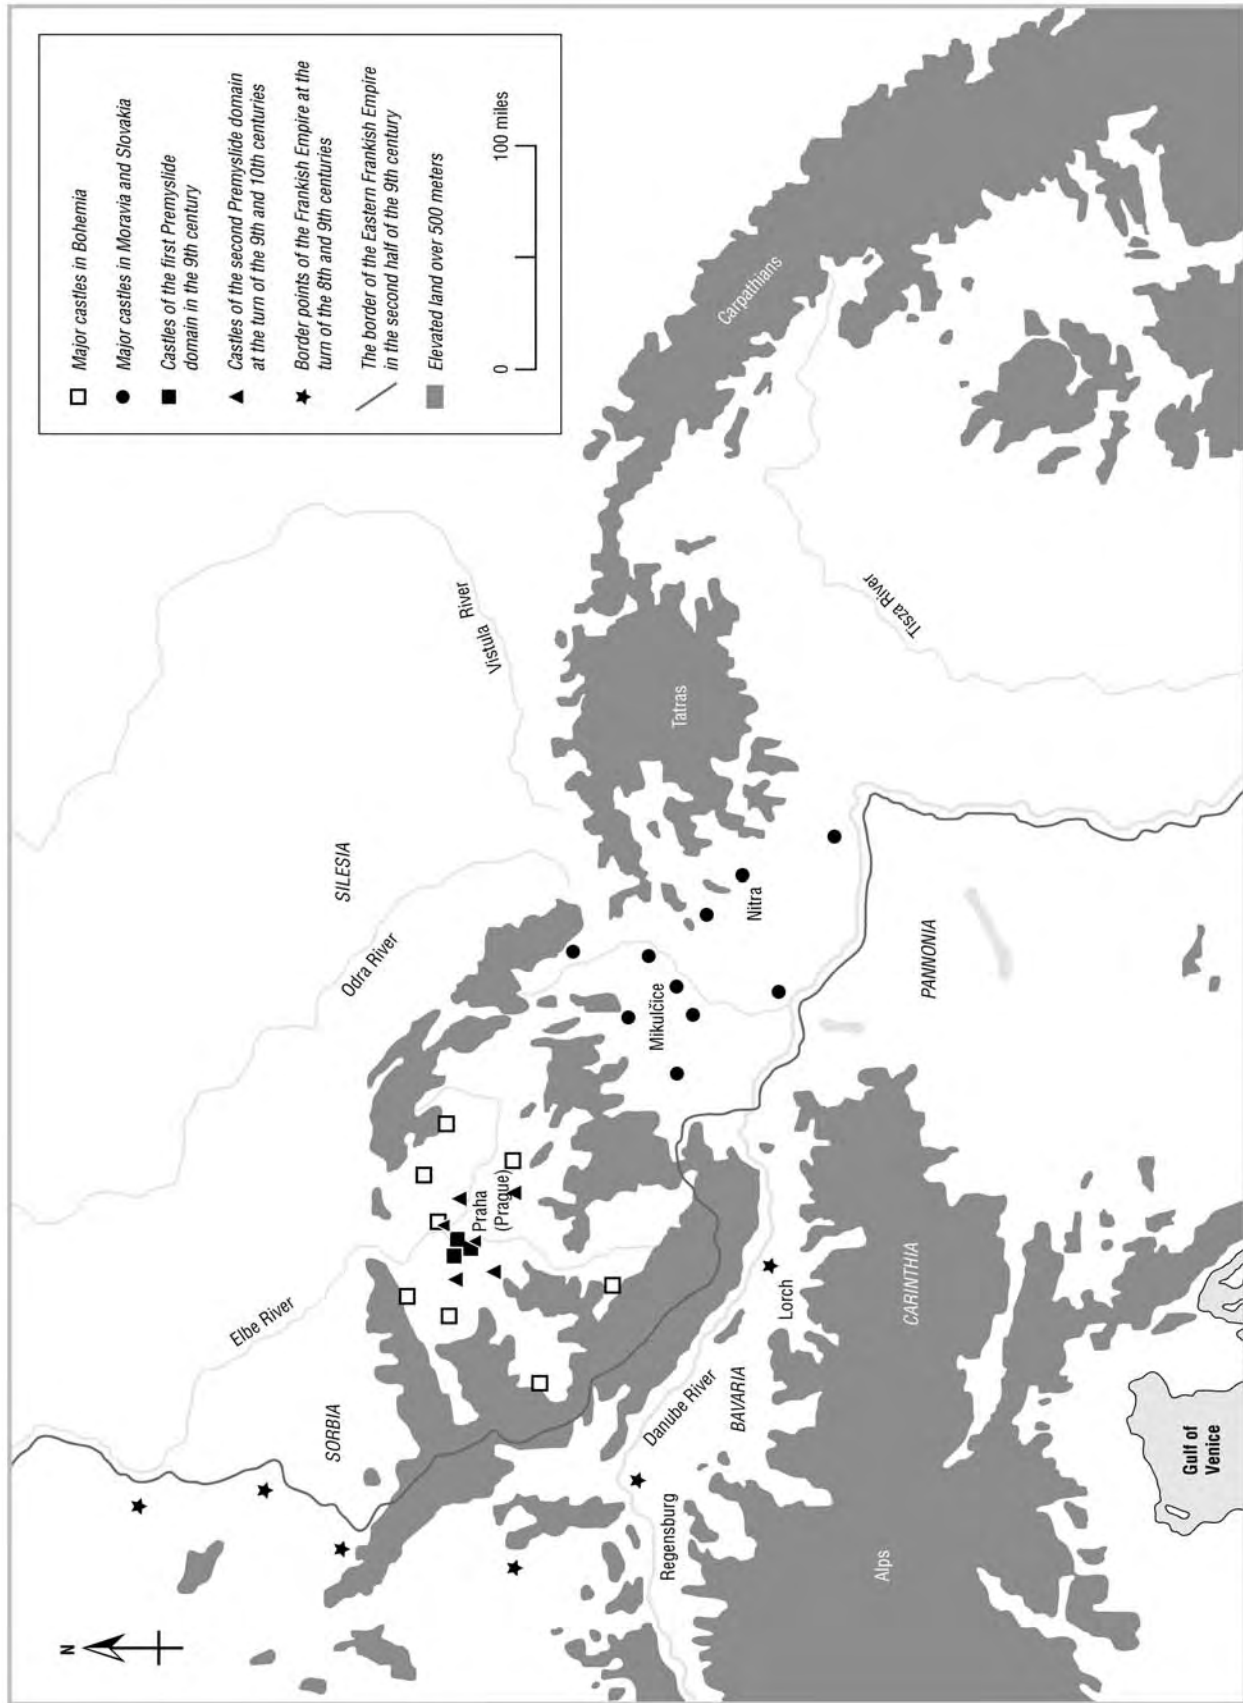 Major castles in Bohemia
Major castles in Moravia and Slovakia
Castles of the first Premyslide
domain in the 9th century
Castles of the second Premyslide domain
at the turn of the 9th and 10th centuries
Border points of the Frankish Empire at the
turn of the 8th and 9th centuries
The border of the Eastern Frankish Empire
in the second half of the 9th century
Elevated land over 500 meters
0
100 miles
N
SORBIA
Elbe River
Odra River
SILESIA
Vistula River
Praha
(Prague)
Mikulčice
Nitra
Tatras
Carpathians
Tisza River
Regensburg
Danube River
BAVARIA
Lorch
CARINTHIA
PANNONIA
Alps
Gulf of
Venice